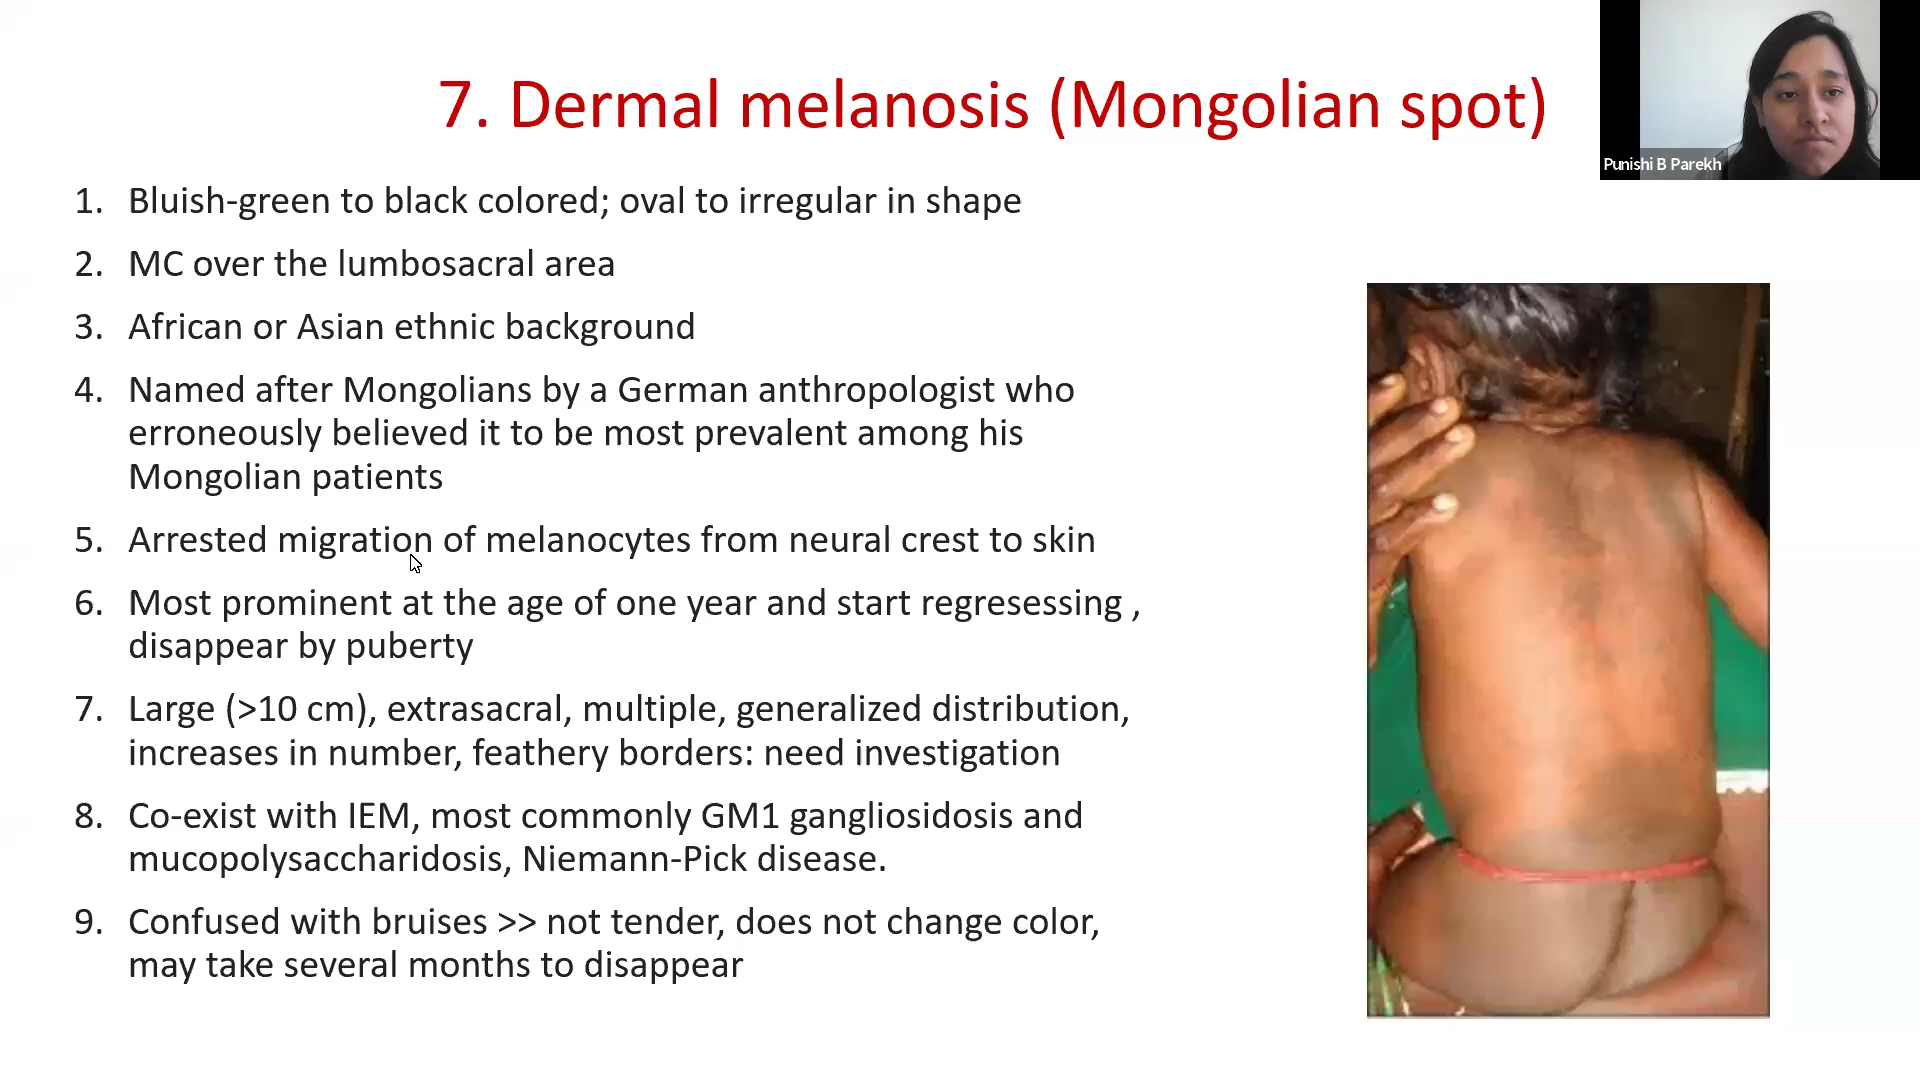 7. Dermal melanosis (Mongolian spot)
Punishi B Parekh
1. Bluish-green to black colored; oval to irregular in shape
2. MC over the lumbosacral area
3. African or Asian ethnic background
4. Named after Mongolians by a German anthropologist who
erroneously believed it to be most prevalent among his
Mongolian patients
5. Arrested migration of melanocytes from neural crest to skin
6. Most prominent at the age of one year and start regresessing ,
disappear by puberty
7. Large (>10 cm), extrasacral, multiple, generalized distribution,
increases in number, feathery borders: need investigation
8. Co-exist with IEM, most commonly GM1 gangliosidosis and
mucopolysaccharidosis, Niemann-Pick disease.
9. Confused with bruises >> not tender, does not change color,
may take several months to disappear